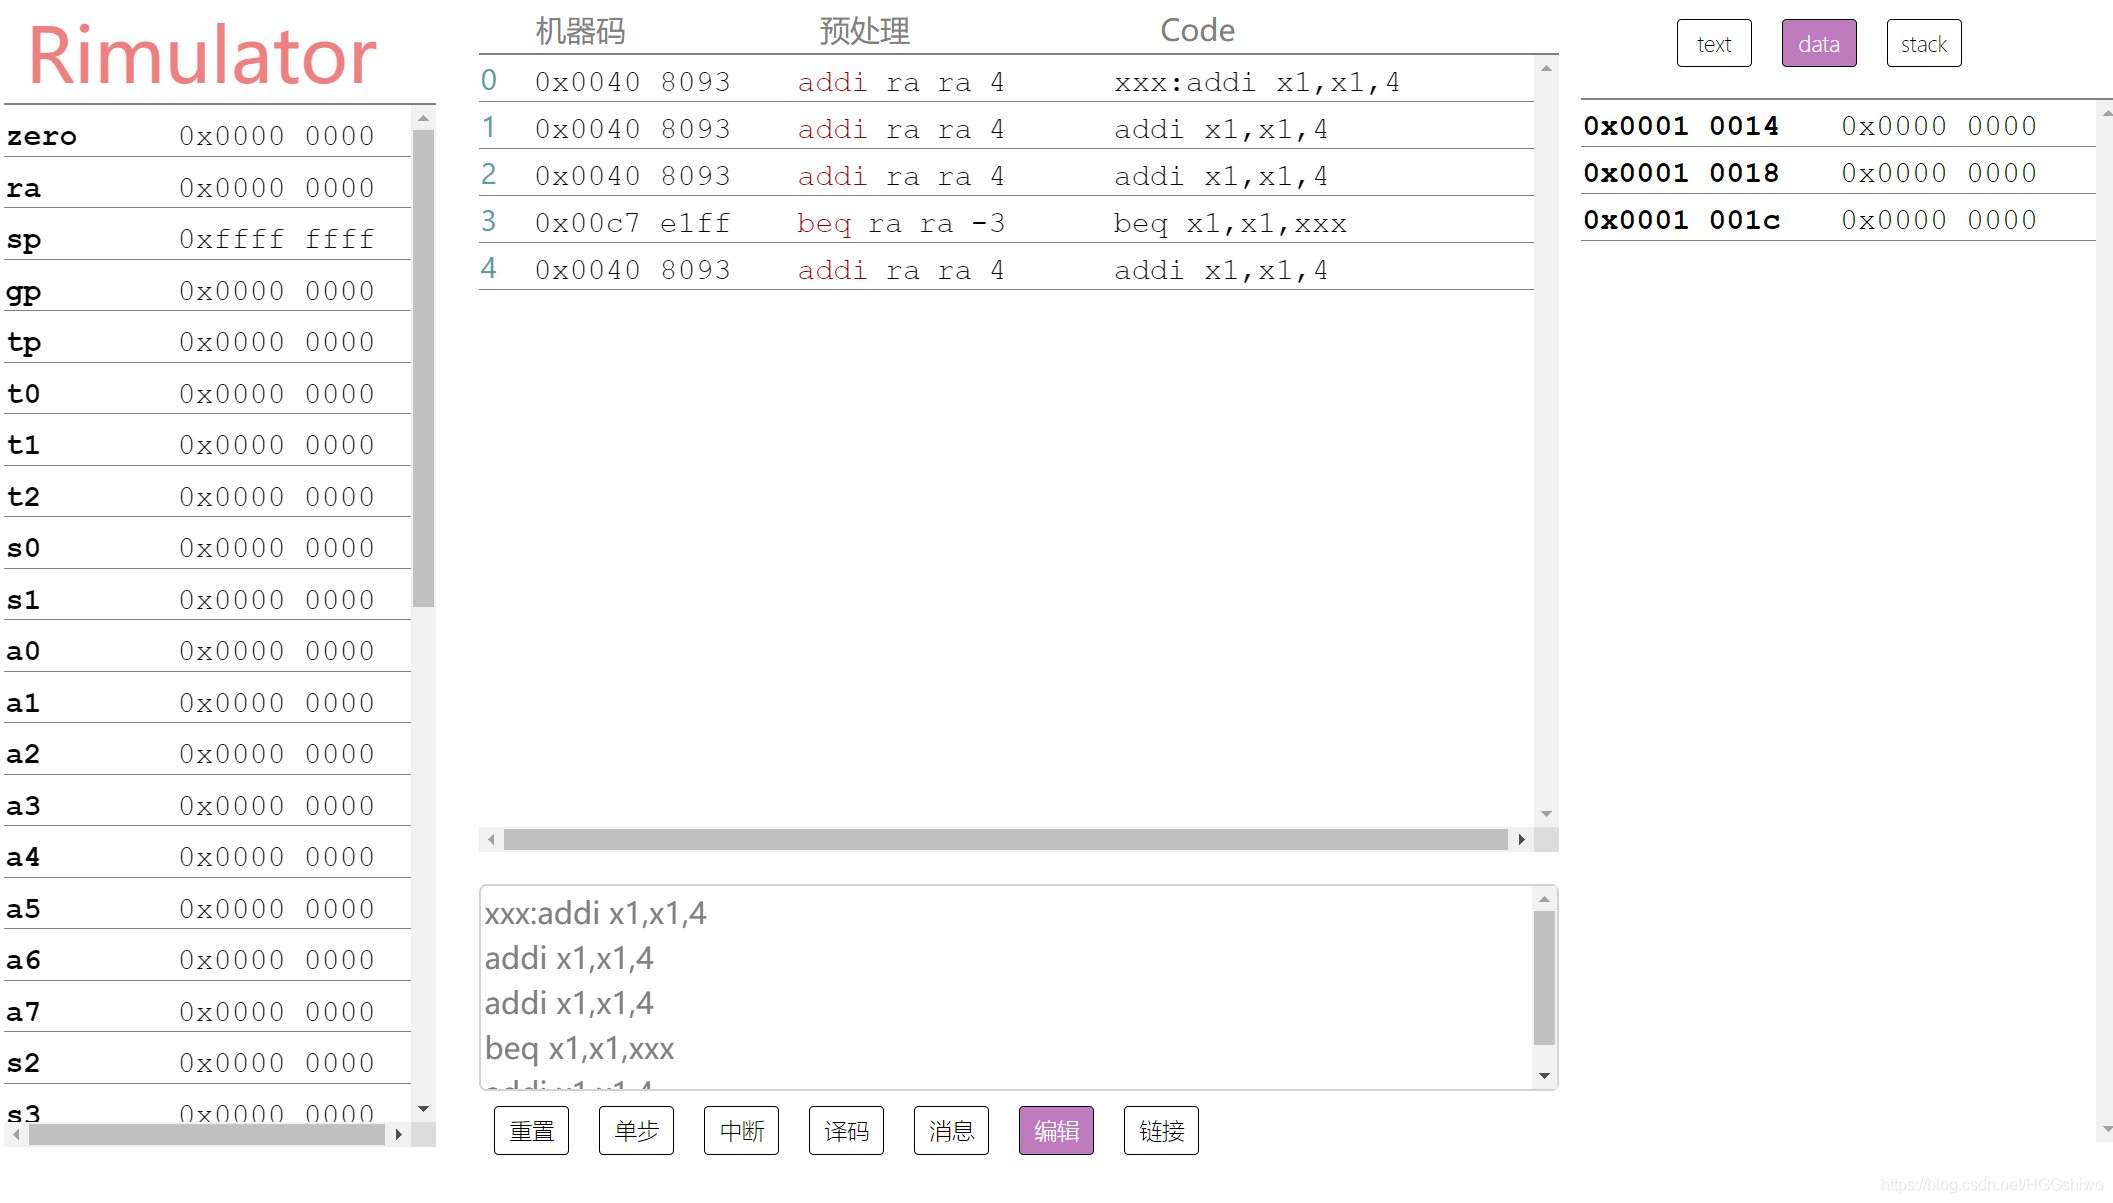 Rimulator
zero 0x0000 0000
ra 0x0000 0000
sp 0xffff ffff
gp 0x0000 0000
tp 0x0000 0000
t0 0x0000 0000
t1 0x0000 0000
t2 0x0000 0000
s0 0x0000 0000
s1 0x0000 0000
a0 0x0000 0000
a1 0x0000 0000
a2 0x0000 0000
a3 0x0000 0000
a4 0x0000 0000
a5 0x0000 0000
a6 0x0000 0000
a7 0x0000 0000
s2 0x0000 0000
s3 0x0000 0000
机器码 预处理 Code
0 0x0040 8093 addi ra ra 4 xxx:addi x1,x1,4
1 0x0040 8093 addi ra ra 4 addi x1,x1,4
2 0x0040 8093 addi ra ra 4 addi x1,x1,4
3 0x00c7 e1ff beq ra ra -3 beq x1,x1,xxx
4 0x0040 8093 addi ra ra 4 addi x1,x1,4
xxx:addi x1,x1,4
addi x1,x1,4
addi x1,x1,4
beq x1,x1,xxx
addi x1,x1,4
重置 单步 中断 译码 消息 编辑 链接
text data stack
0x0001 0014 0x0000 0000
0x0001 0018 0x0000 0000
0x0001 001c 0x0000 0000
https://blog.csdn.net/HGGshiwo